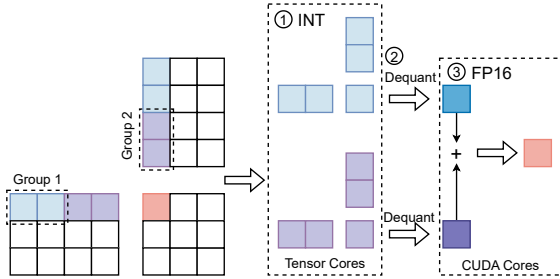 ① INT
②
Dequant
③ FP16
Group 2
Group 1
+
Dequant
Tensor Cores
CUDA Cores